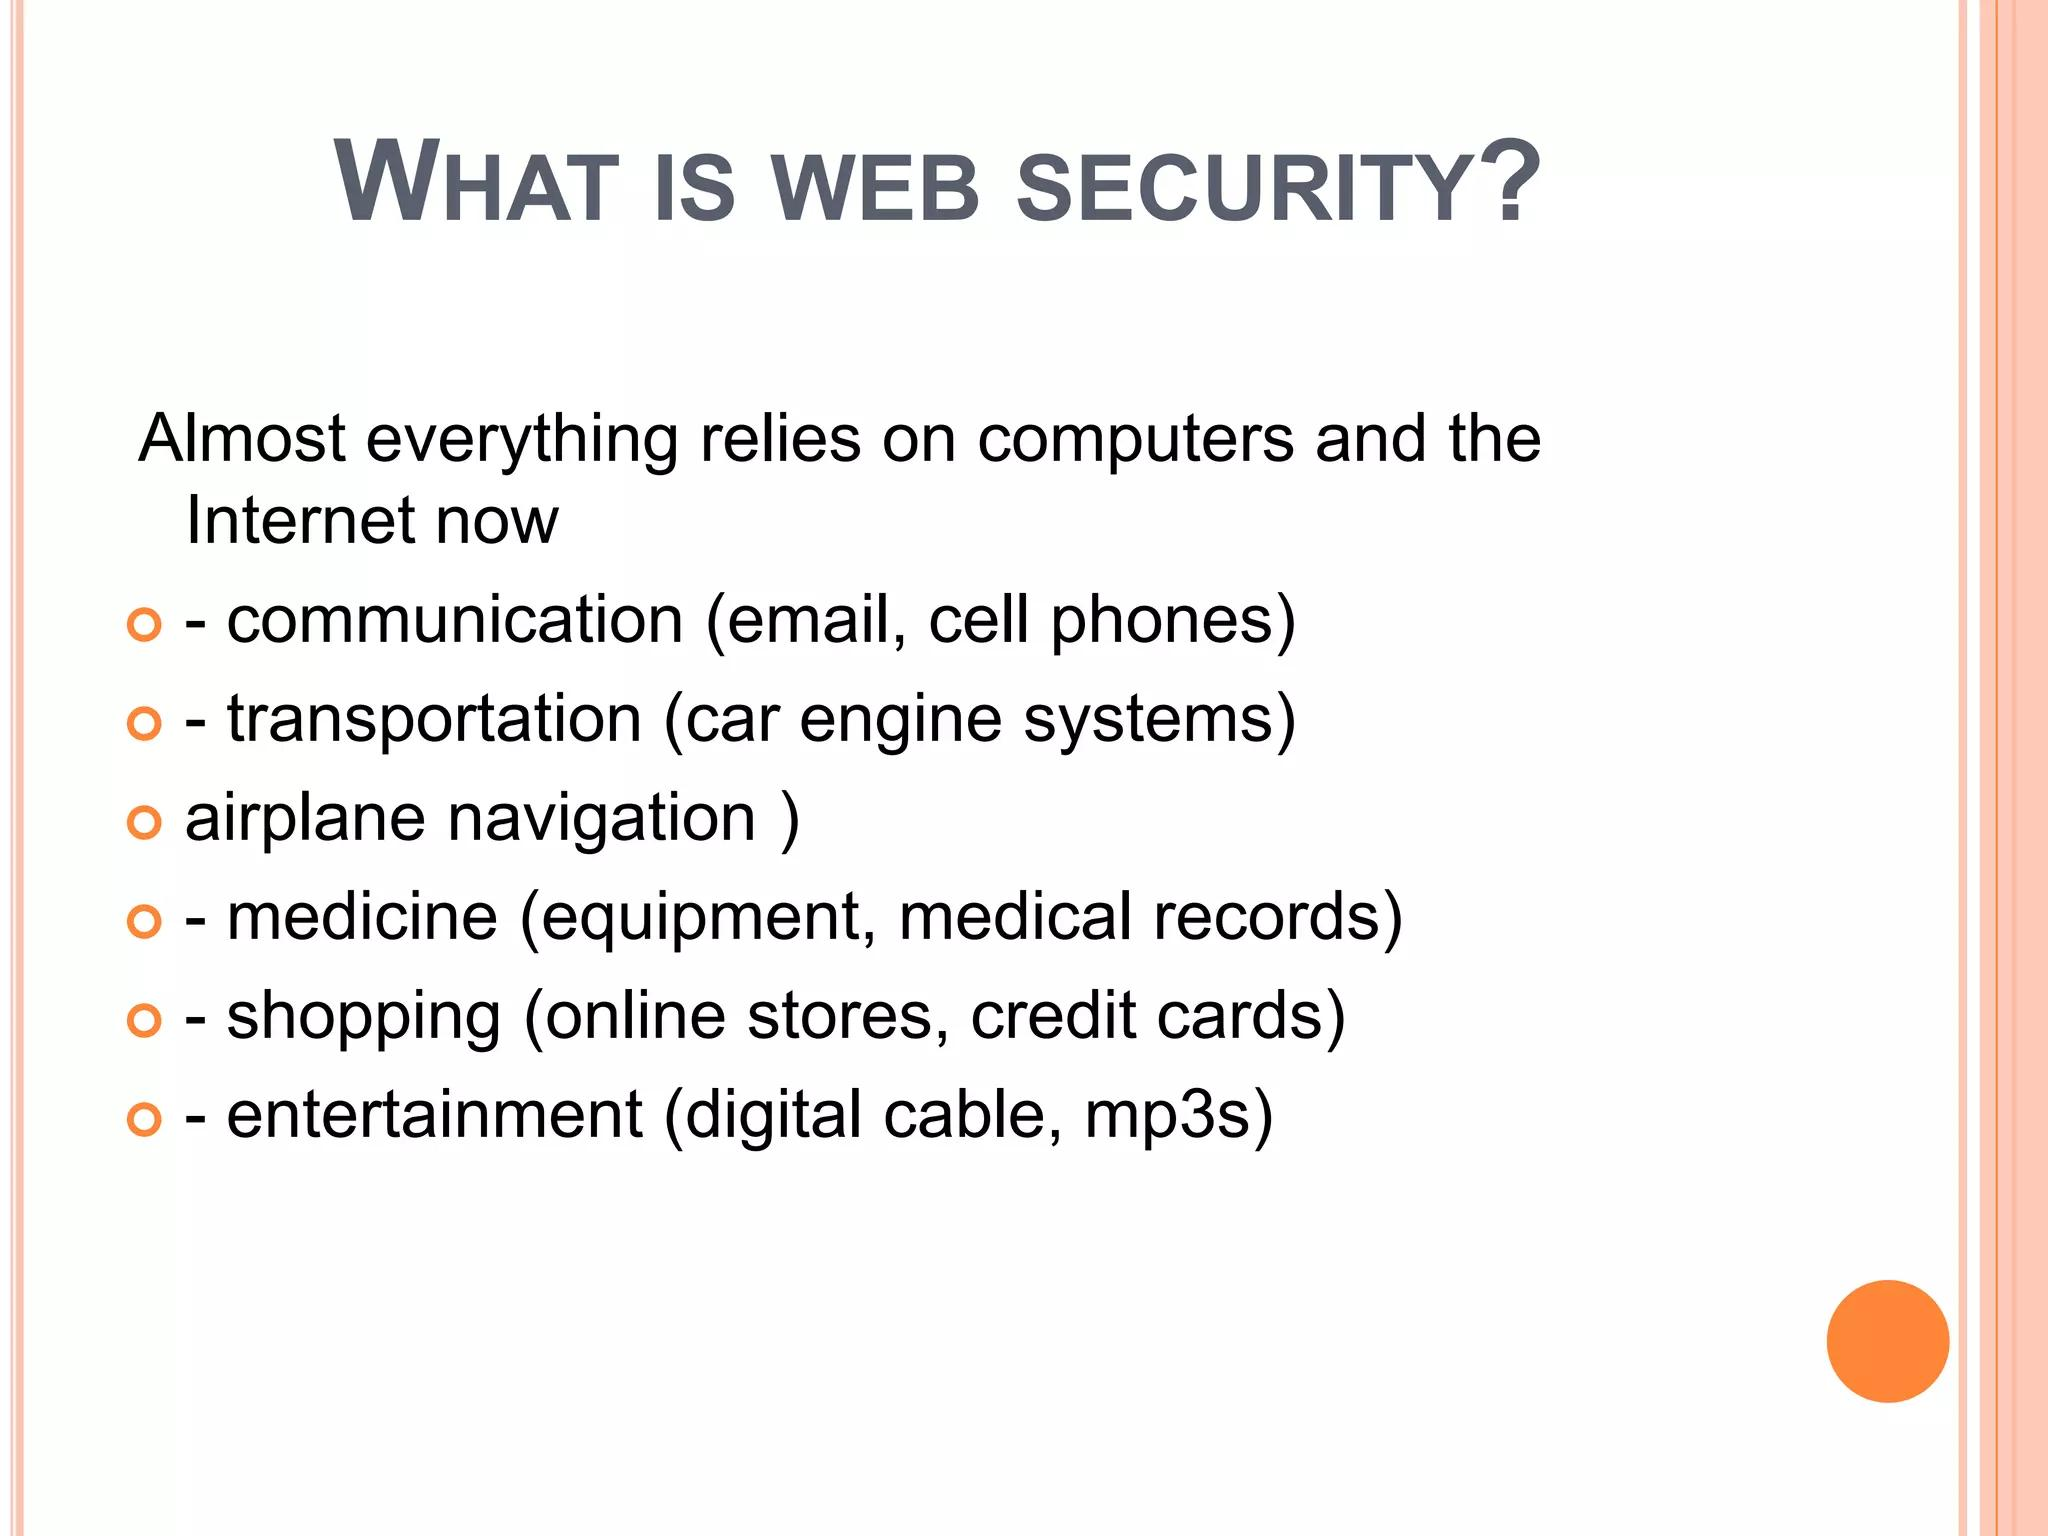 What is web security?
Almost everything relies on computers and the
Internet now
- communication (email, cell phones)
- transportation (car engine systems)
airplane navigation )
- medicine (equipment, medical records)
- shopping (online stores, credit cards)
- entertainment (digital cable, mp3s)